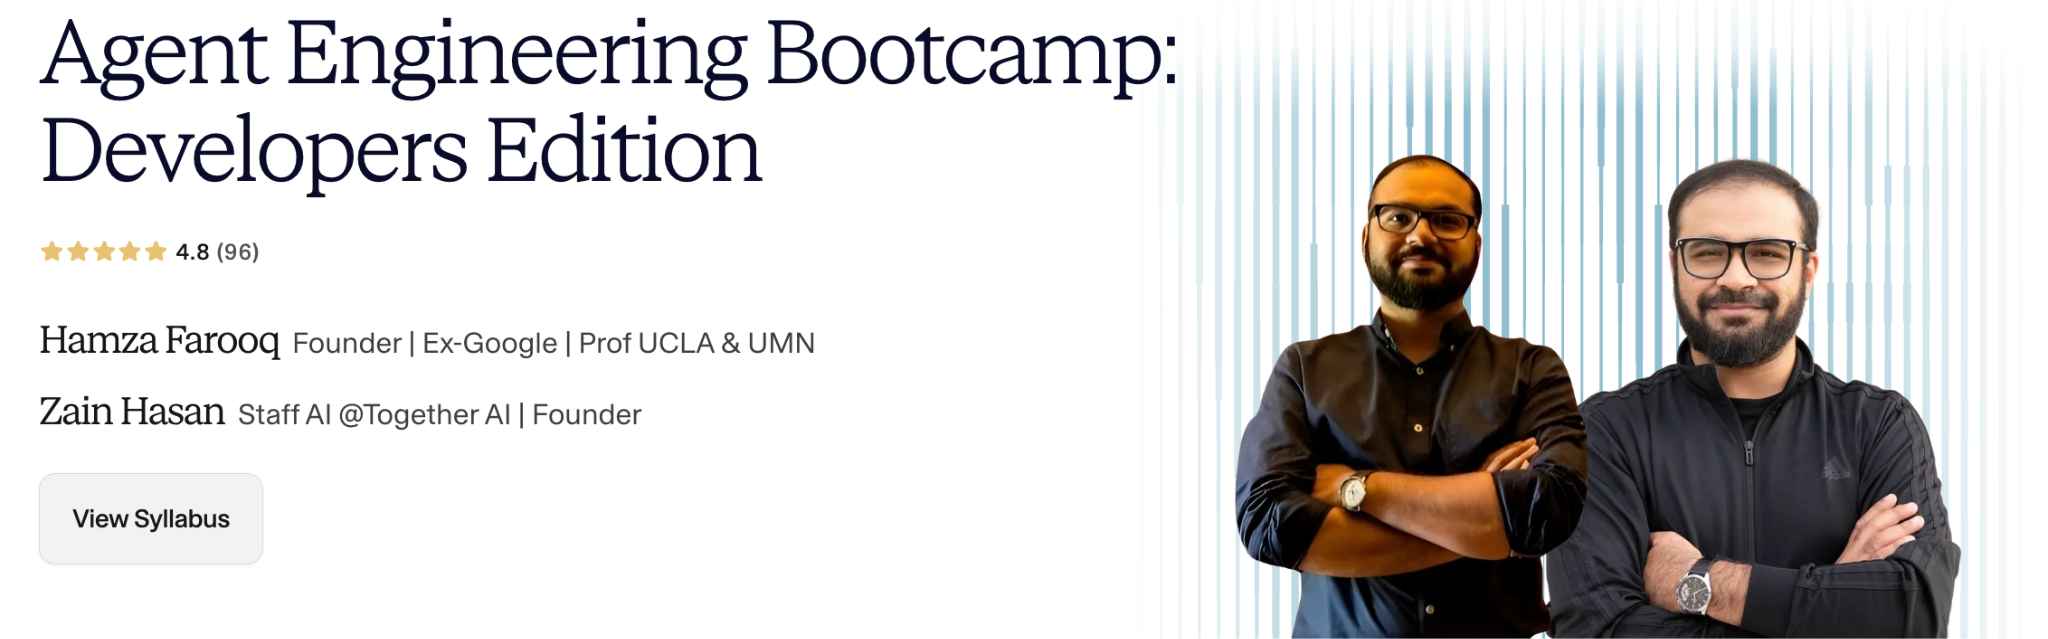 Agent Engineering Bootcamp:
Developers Edition
4.8 (96)
Hamza Farooq Founder | Ex-Google | Prof UCLA & UMN
Zain Hasan Staff AI @Together AI | Founder
View Syllabus